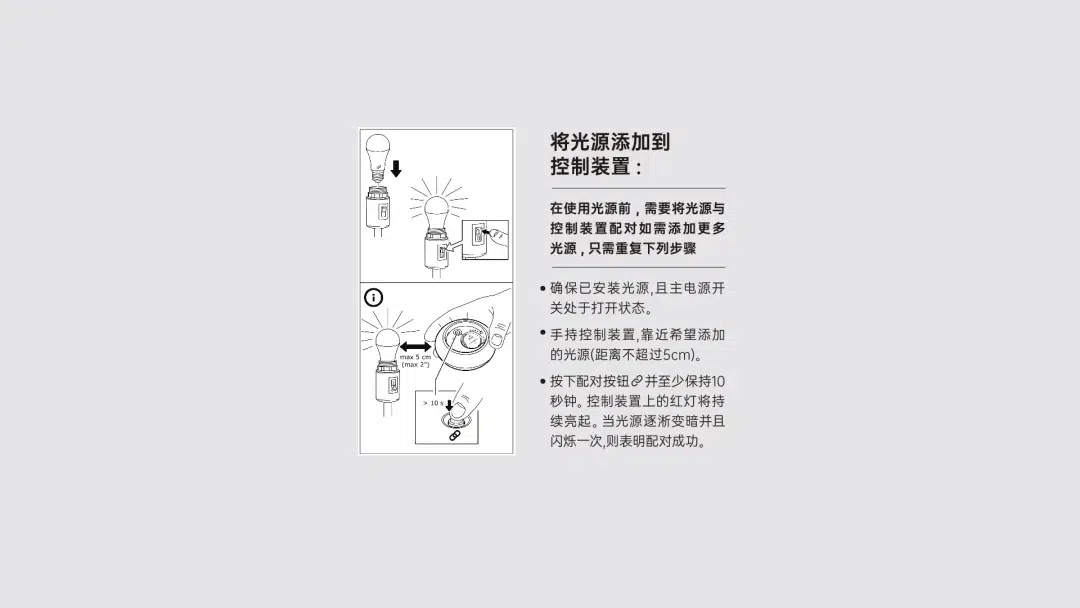 将光源添加到
控制装置：
在使用光源前，需要将光源与
控制装置配对如需添加更多
光源，只需重复下列步骤
• 确保已安装光源,且主电源开
关处于打开状态。
• 手持控制装置,靠近希望添加
的光源(距离不超过5cm)。
• 按下配对按钮并至少保持10
秒钟。控制装置上的红灯将持
续亮起。当光源逐渐变暗并且
闪烁一次,则表明配对成功。
max 5 cm
(max 2")
> 10 s